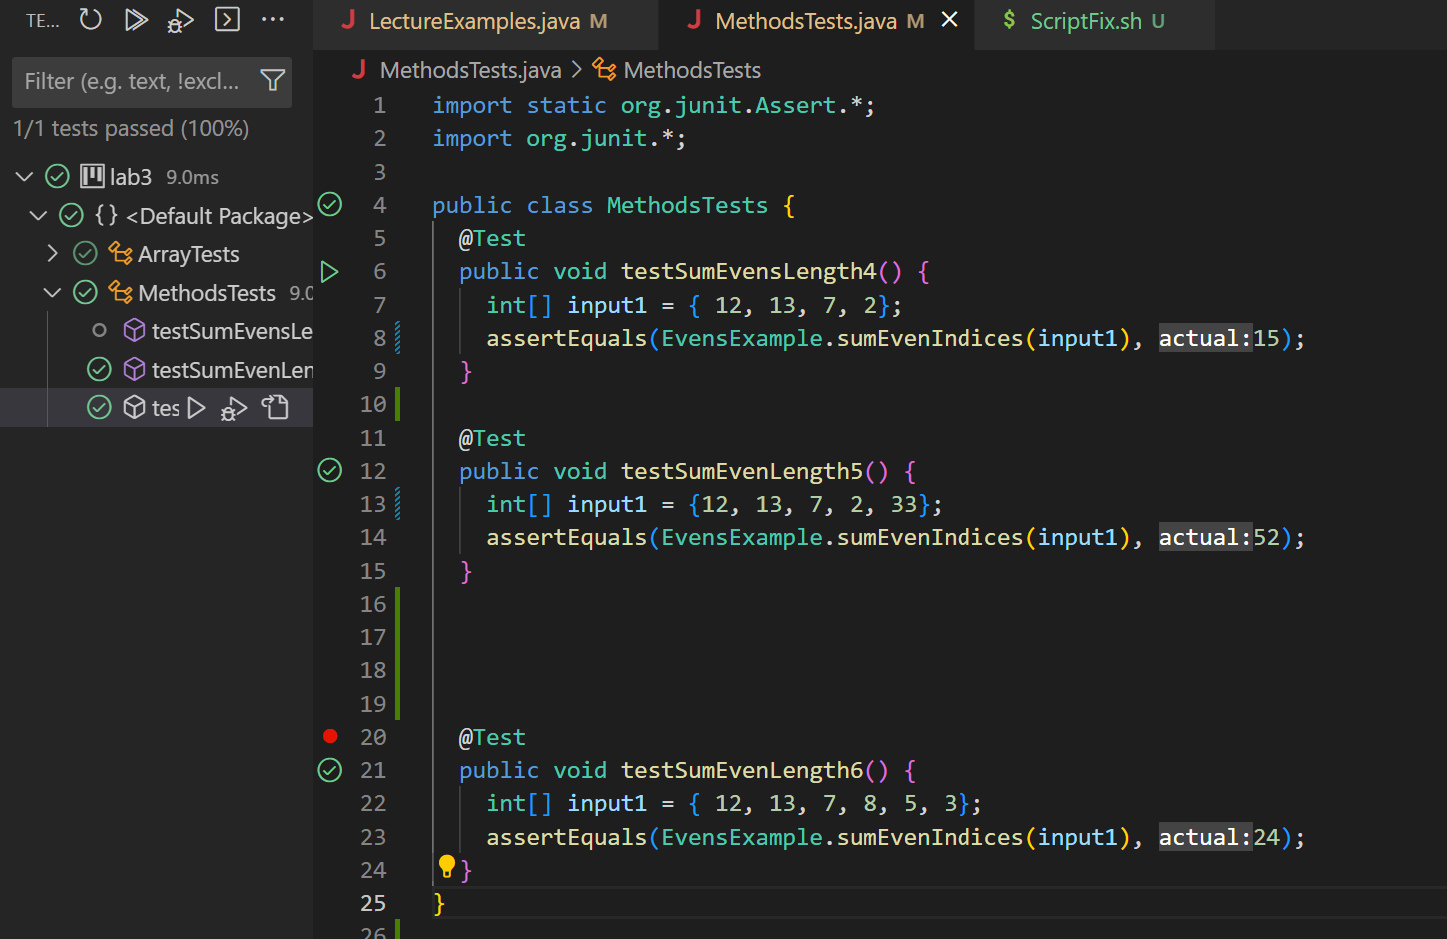 TE...
LectureExamples.java M
MethodsTests.java M
$ ScriptFix.sh U
Filter (e.g. text, !excl...
MethodsTests.java > MethodsTests
1/1 tests passed (100%)
lab3 9.0ms
{} <Default Package>
ArrayTests
MethodsTests 9.0
testSumEvensLe
testSumEvenLen
tes
1 import static org.junit.Assert.*;
2 import org.junit.*;
3
4 public class MethodsTests {
5 @Test
6 public void testSumEvensLength4() {
7 int[] input1 = { 12, 13, 7, 2};
8 assertEquals(EvensExample.sumEvenIndices(input1), actual:15);
9 }
10
11 @Test
12 public void testSumEvenLength5() {
13 int[] input1 = {12, 13, 7, 2, 33};
14 assertEquals(EvensExample.sumEvenIndices(input1), actual:52);
15 }
16
17
18
19
20 @Test
21 public void testSumEvenLength6() {
22 int[] input1 = { 12, 13, 7, 8, 5, 3};
23 assertEquals(EvensExample.sumEvenIndices(input1), actual:24);
24 }
25 }
26